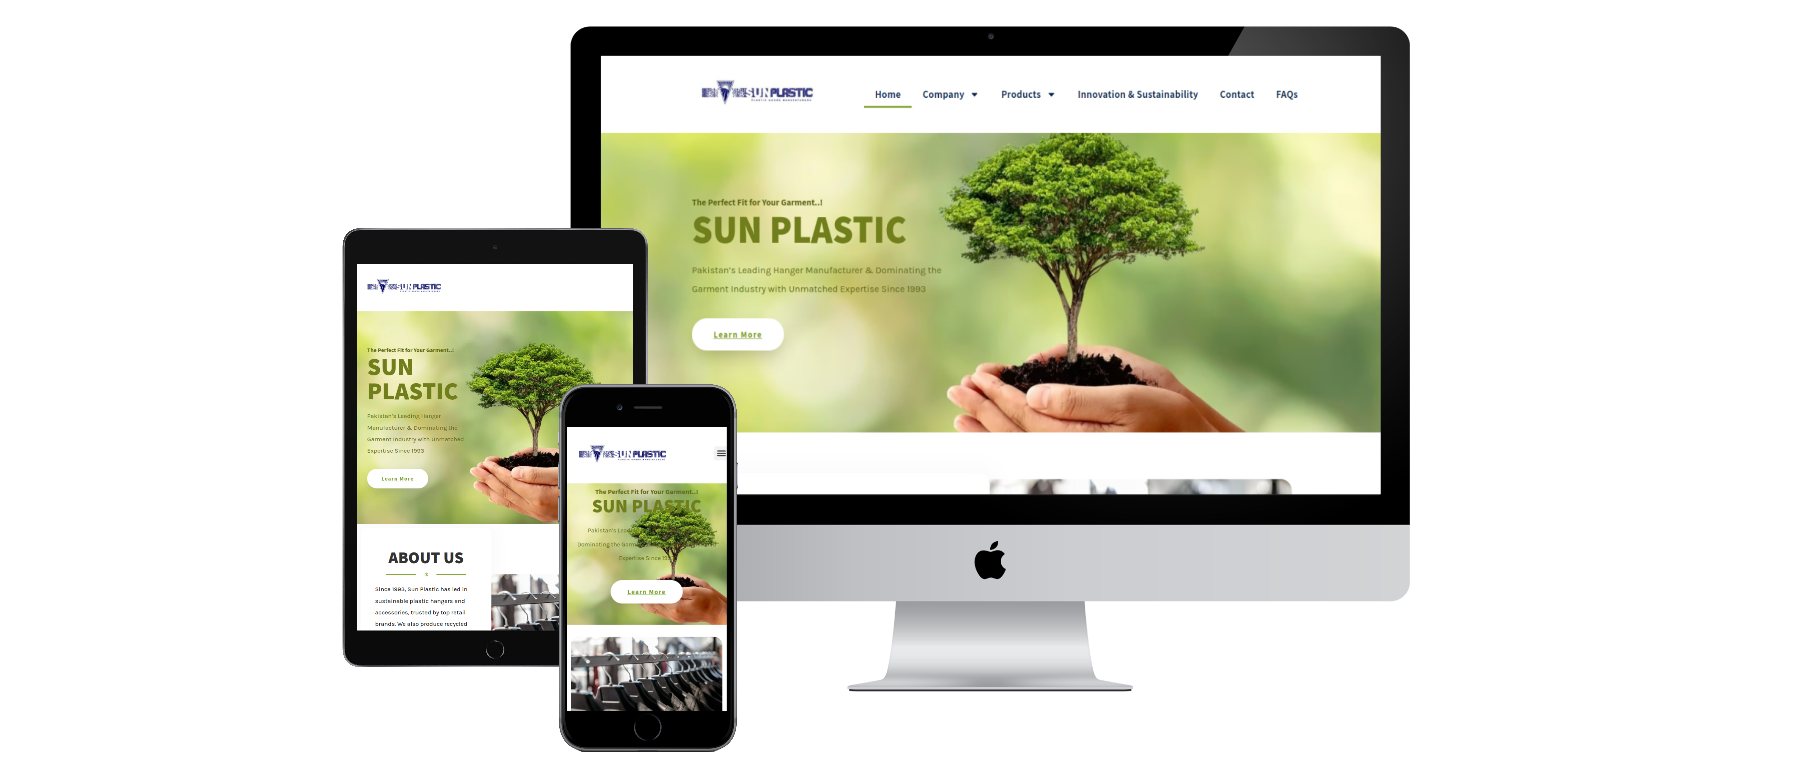 SUN PLASTIC
PLASTIC HANGER MANUFACTURERS
Home
Company
Products
Innovation & Sustainability
Contact
FAQs
The Perfect Fit for Your Garment..!
SUN PLASTIC
Pakistan's Leading Hanger Manufacturer & Dominating the
Garment Industry with Unmatched Expertise Since 1993
Learn More
SUN PLASTIC
The Perfect Fit for Your Garment..!
SUN
PLASTIC
Pakistan's Leading Hanger
Manufacturer & Dominating the
Garment Industry with Unmatched
Expertise Since 1993
Learn More
ABOUT US
Since 1993, Sun Plastic has led in
sustainable plastic hangers and
accessories, trusted by top retail
brands. We also produce recycled
SUN PLASTIC
The Perfect Fit for Your Garment..!
SUN PLASTIC
Pakistan's
Dominating the
Expertise Since
Learn More